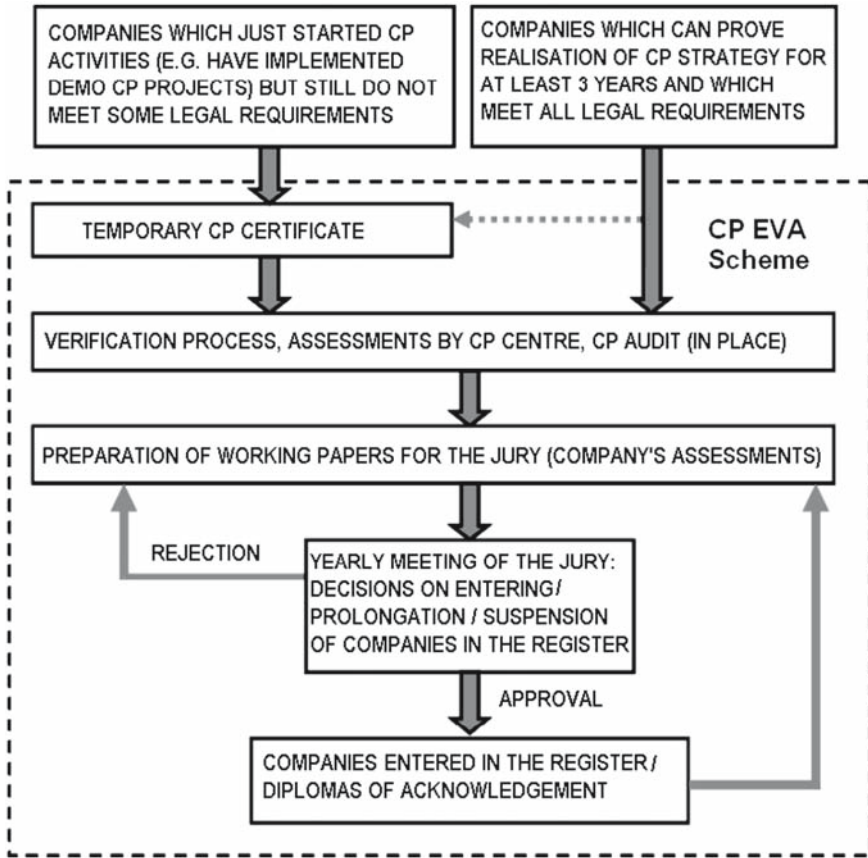 COMPANIES WHICH JUST STARTED CP
ACTIVITIES (E.G. HAVE IMPLEMENTED
DEMO CP PROJECTS) BUT STILL DO NOT
MEET SOME LEGAL REQUIREMENTS
COMPANIES WHICH CAN PROVE
REALISATION OF CP STRATEGY FOR
AT LEAST 3 YEARS AND WHICH
MEET ALL LEGAL REQUIREMENTS
TEMPORARY CP CERTIFICATE
CP EVA
Scheme
VERIFICATION PROCESS, ASSESSMENTS BY CP CENTRE, CP AUDIT (IN PLACE)
PREPARATION OF WORKING PAPERS FOR THE JURY (COMPANY'S ASSESSMENTS)
REJECTION
YEARLY MEETING OF THE JURY:
DECISIONS ON ENTERING /
PROLONGATION / SUSPENSION
OF COMPANIES IN THE REGISTER
APPROVAL
COMPANIES ENTERED IN THE REGISTER /
DIPLOMAS OF ACKNOWLEDGEMENT